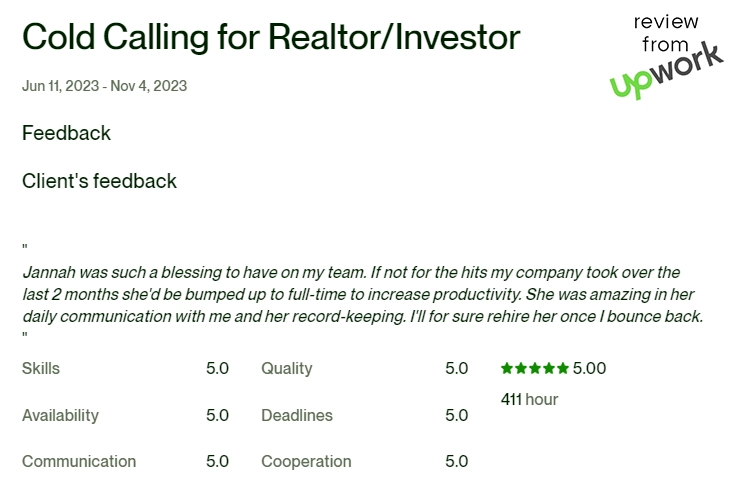 Cold Calling for Realtor/Investor
review
from
upwork
Jun 11, 2023 - Nov 4, 2023
Feedback
Client's feedback
"
Jannah was such a blessing to have on my team. If not for the hits my company took over the
last 2 months she'd be bumped up to full-time to increase productivity. She was amazing in her
daily communication with me and her record-keeping. I'll for sure rehire her once I bounce back.
"
Skills 5.0 Quality 5.0 ★★★★★ 5.00
411 hour
Availability 5.0 Deadlines 5.0
Communication 5.0 Cooperation 5.0